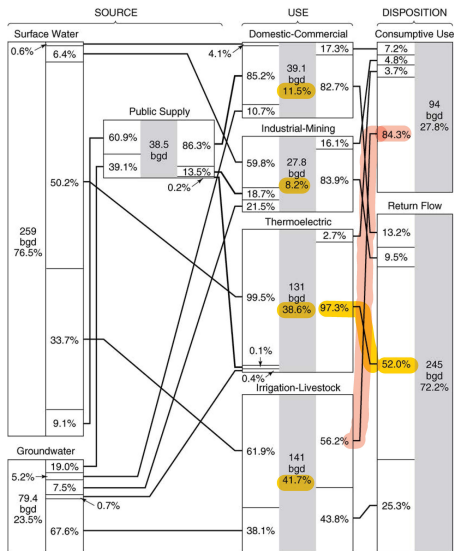 SOURCE
USE
DISPOSITION
Surface Water
Domestic-Commercial
Consumptive Use
0.6%
6.4%
50.2%
259
bgd
76.5%
33.7%
9.1%
Public Supply
60.9%
39.1%
38.5
bgd
86.3%
13.5%
0.2%
Groundwater
19.0%
5.2%
7.5%
0.7%
79.4
bgd
23.5%
67.6%
4.1%
85.2%
10.7%
39.1
bgd
11.5%
17.3%
82.7%
Industrial-Mining
59.8%
18.7%
21.5%
27.8
bgd
8.2%
16.1%
83.9%
Thermoelectric
99.5%
0.1%
0.4%
131
bgd
38.6%
2.7%
97.3%
Irrigation-Livestock
61.9%
38.1%
141
bgd
41.7%
56.2%
43.8%
7.2%
4.8%
3.7%
84.3%
94
bgd
27.8%
Return Flow
13.2%
9.5%
52.0%
25.3%
245
bgd
72.2%